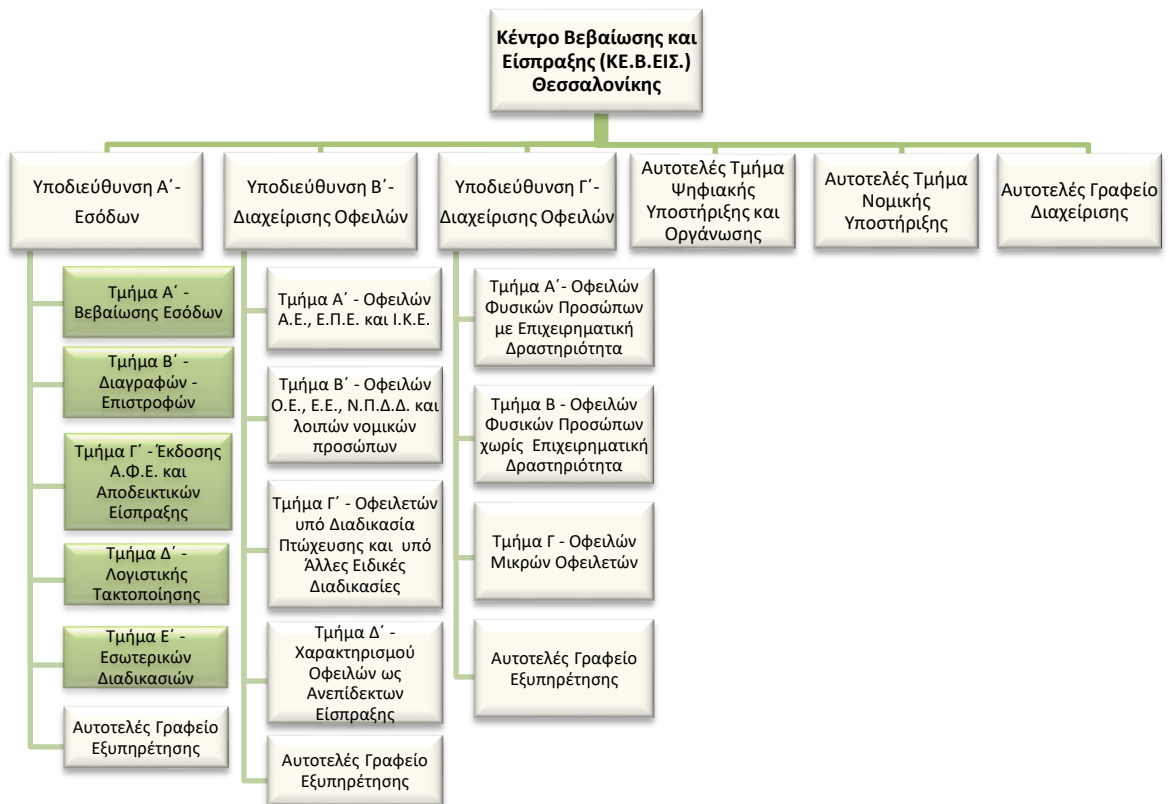 Κέντρο Βεβαίωσης και
Είσπραξης (ΚΕ.Β.ΕΙΣ.)
Θεσσαλονίκης
Υποδιεύθυνση Α΄-
Εσόδων
Υποδιεύθυνση Β΄-
Διαχείρισης Οφειλών
Υποδιεύθυνση Γ΄-
Διαχείρισης Οφειλών
Αυτοτελές Τμήμα
Ψηφιακής
Υποστήριξης και
Οργάνωσης
Αυτοτελές Τμήμα
Νομικής
Υποστήριξης
Αυτοτελές Γραφείο
Διαχείρισης
Τμήμα Α΄ -
Βεβαίωσης Εσόδων
Τμήμα Β΄ -
Διαγραφών -
Επιστροφών
Τμήμα Γ΄ - Έκδοσης
Α.Φ.Ε. και
Αποδεικτικών
Είσπραξης
Τμήμα Δ΄ -
Λογιστικής
Τακτοποίησης
Τμήμα Ε΄ -
Εσωτερικών
Διαδικασιών
Αυτοτελές Γραφείο
Εξυπηρέτησης
Τμήμα Α΄ - Οφειλών
Α.Ε., Ε.Π.Ε. και Ι.Κ.Ε.
Τμήμα Β΄ - Οφειλών
Ο.Ε., Ε.Ε., Ν.Π.Δ.Δ. και
λοιπών νομικών
προσώπων
Τμήμα Γ΄ - Οφειλετών
υπό Διαδικασία
Πτώχευσης και υπό
Άλλες Ειδικές
Διαδικασίες
Τμήμα Δ΄ -
Χαρακτηρισμού
Οφειλών ως
Ανεπίδεκτων
Είσπραξης
Αυτοτελές Γραφείο
Εξυπηρέτησης
Τμήμα Α΄- Οφειλών
Φυσικών Προσώπων
με Επιχειρηματική
Δραστηριότητα
Τμήμα Β - Οφειλών
Φυσικών Προσώπων
χωρίς Επιχειρηματική
Δραστηριότητα
Τμήμα Γ - Οφειλών
Μικρών Οφειλετών
Αυτοτελές Γραφείο
Εξυπηρέτησης